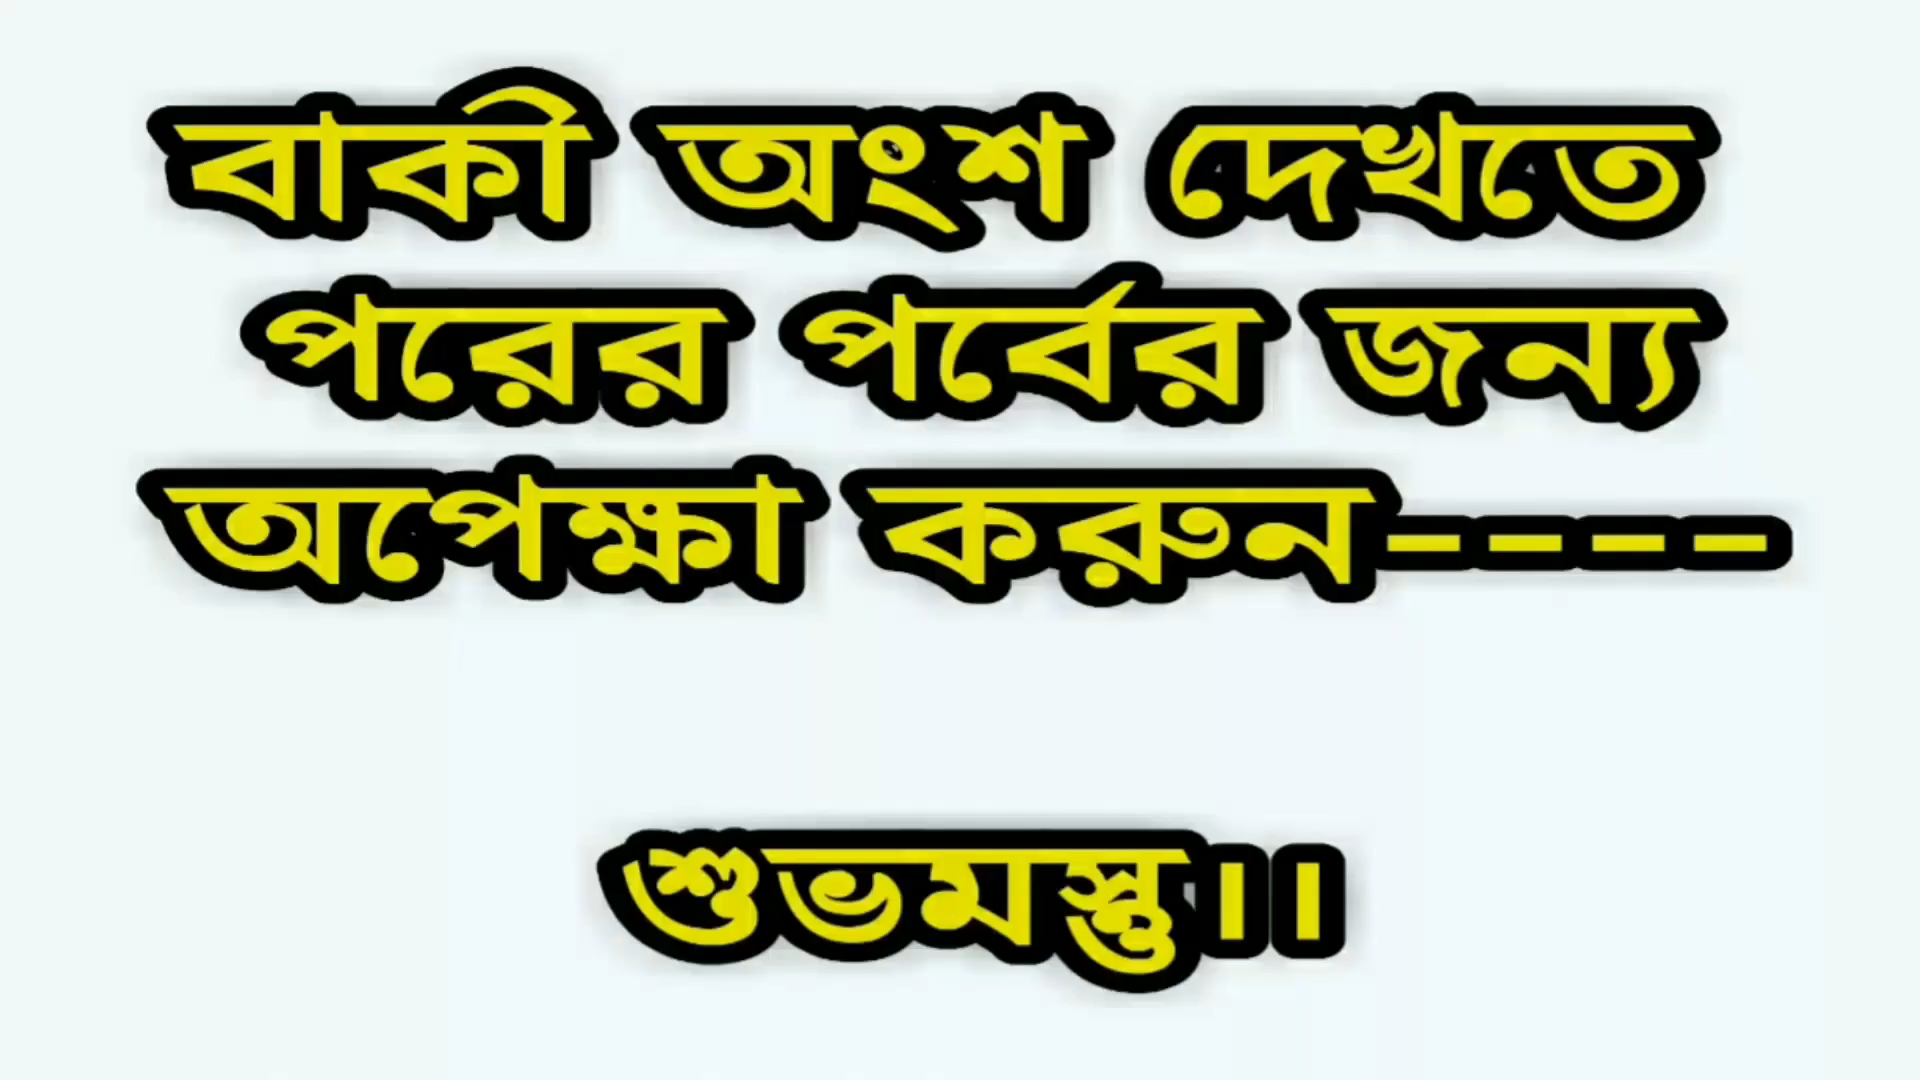 বাকী অংশ দেখতে
পরের পর্বের জন্য
অপেক্ষা করুন----
শুভমস্তু।।